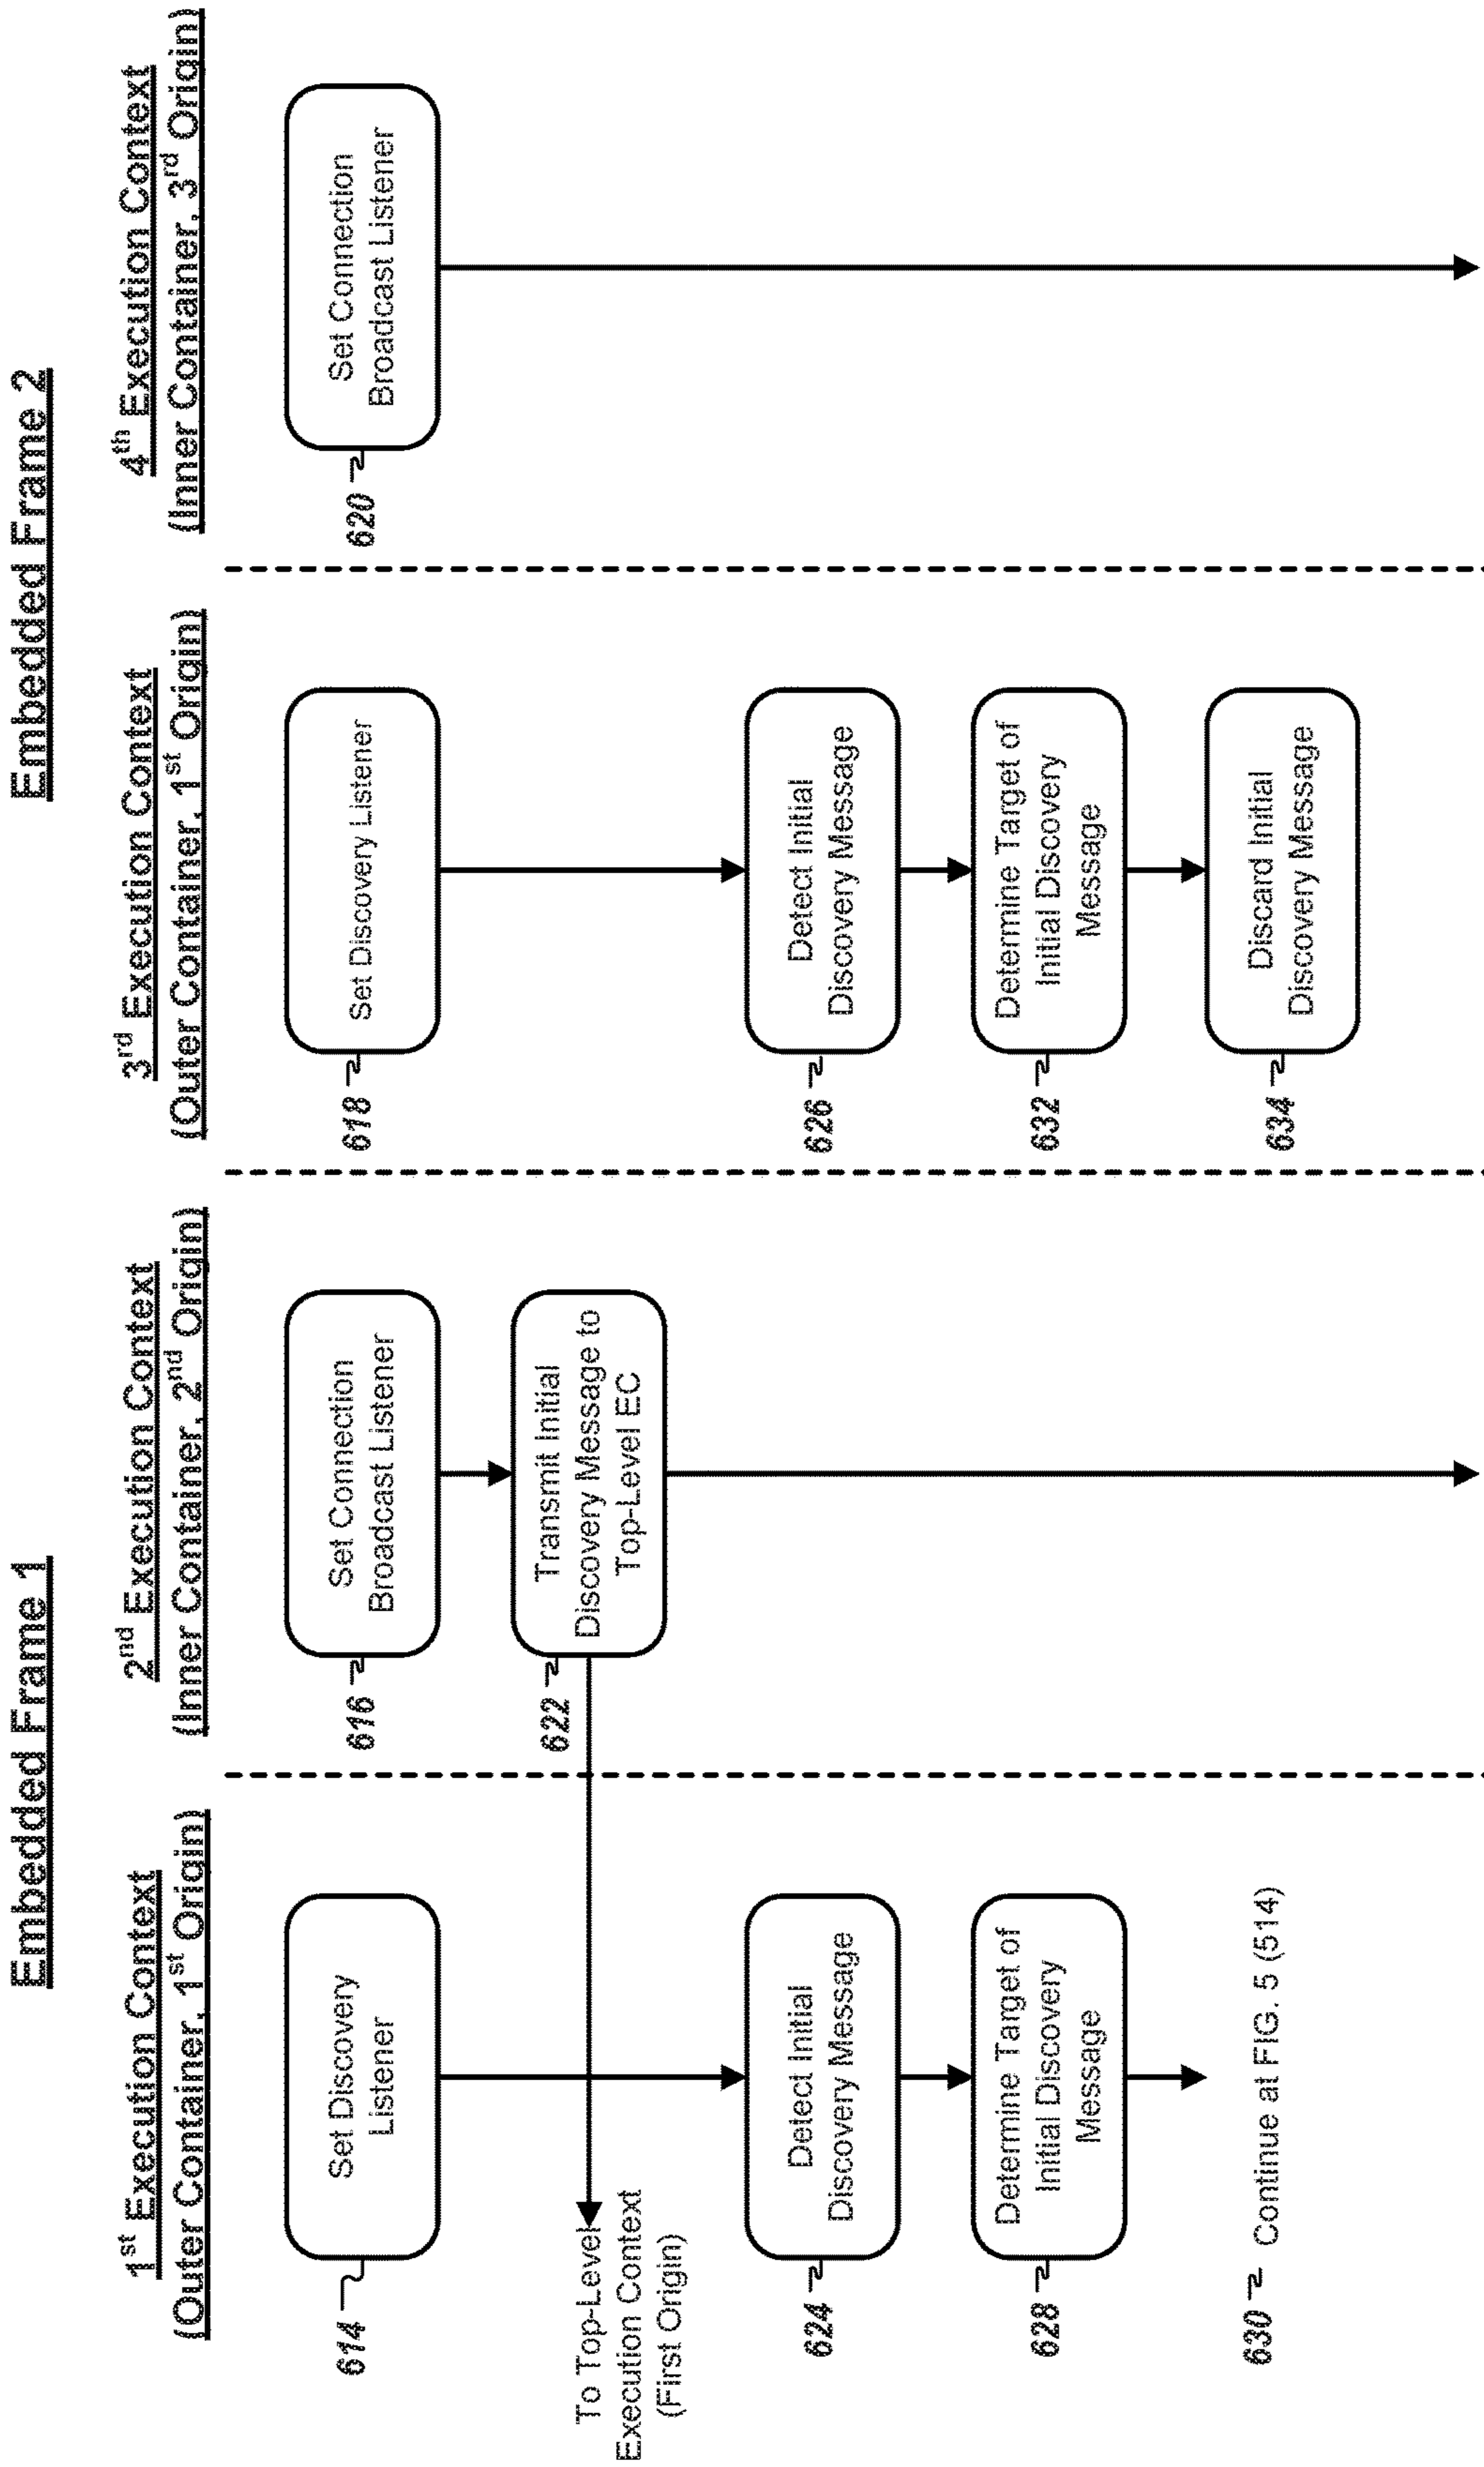 Embedded Frame 1
Embedded Frame 2
1st Execution Context
(Outer Container, 1st Origin)
2nd Execution Context
(Inner Container, 2nd Origin)
3rd Execution Context
(Outer Container, 1st Origin)
4th Execution Context
(Inner Container, 3rd Origin)
614
Set Discovery
Listener
616
Set Connection
Broadcast Listener
618
Set Discovery Listener
620
Set Connection
Broadcast Listener
622
Transmit Initial
Discovery Message to
Top-Level EC
To Top-Level
Execution Context
(First Origin)
624
Detect Initial
Discovery Message
626
Detect Initial
Discovery Message
628
Determine Target of
Initial Discovery
Message
632
Determine Target of
Initial Discovery
Message
630
Continue at FIG. 5 (514)
634
Discard Initial
Discovery Message